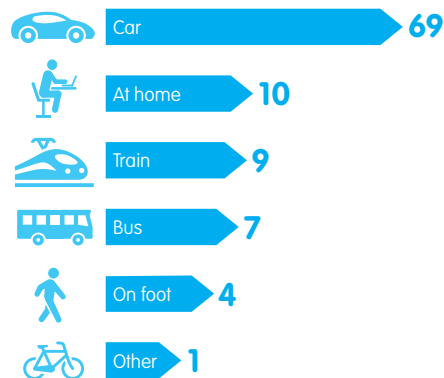 Car 69
At home 10
Train 9
Bus 7
On foot 4
Other 1